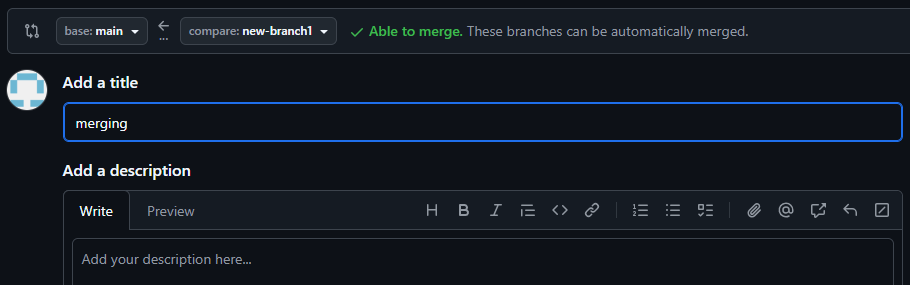 base: main ... compare: new-branch1 Able to merge. These branches can be automatically merged.
Add a title
merging
Add a description
Write Preview H B I
Add your description here...